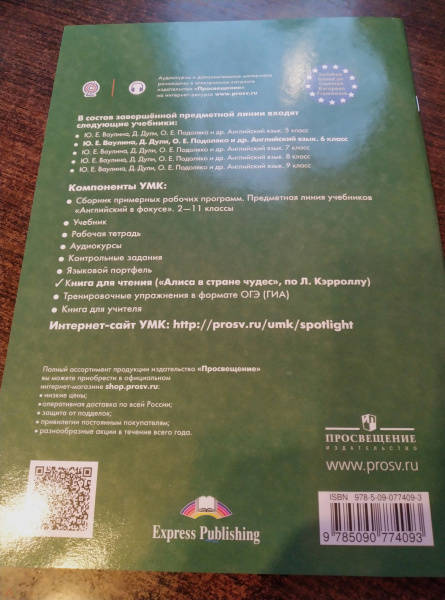 Аудиокурсы и дополнительные материалы
размещены в электронном каталоге
издательства «Просвещение»
на интернет-ресурсе www.prosv.ru
В состав завершённой предметной линии входят
следующие учебники:
• Ю. Е. Ваулина, Д. Дули, О. Е. Подоляко и др. Английский язык. 5 класс
• Ю. Е. Ваулина, Д. Дули, О. Е. Подоляко и др. Английский язык. 6 класс
• Ю. Е. Ваулина, Д. Дули, О. Е. Подоляко и др. Английский язык. 7 класс
• Ю. Е. Ваулина, Д. Дули, О. Е. Подоляко и др. Английский язык. 8 класс
• Ю. Е. Ваулина, Д. Дули, О. Е. Подоляко и др. Английский язык. 9 класс
Компоненты УМК:
• Сборник примерных рабочих программ. Предметная линия учебников
«Английский в фокусе». 2—11 классы
• Учебник
• Рабочая тетрадь
• Аудиокурсы
• Контрольные задания
• Языковой портфель
✓ Книга для чтения («Алиса в стране чудес», по Л. Кэрроллу)
• Тренировочные упражнения в формате ОГЭ (ГИА)
• Книга для учителя
Интернет-сайт УМК: http://prosv.ru/umk/spotlight
Полный ассортимент продукции издательства «Просвещение»
вы можете приобрести в официальном
интернет-магазине shop.prosv.ru:
• низкие цены;
• оперативная доставка по всей России;
• защита от подделок;
• привилегии постоянным покупателям;
• разнообразные акции в течение всего года.
ПРОСВЕЩЕНИЕ
ИЗДАТЕЛЬСТВО
www.prosv.ru
Express Publishing
ISBN 978-5-09-077409-3
9 785090 774093